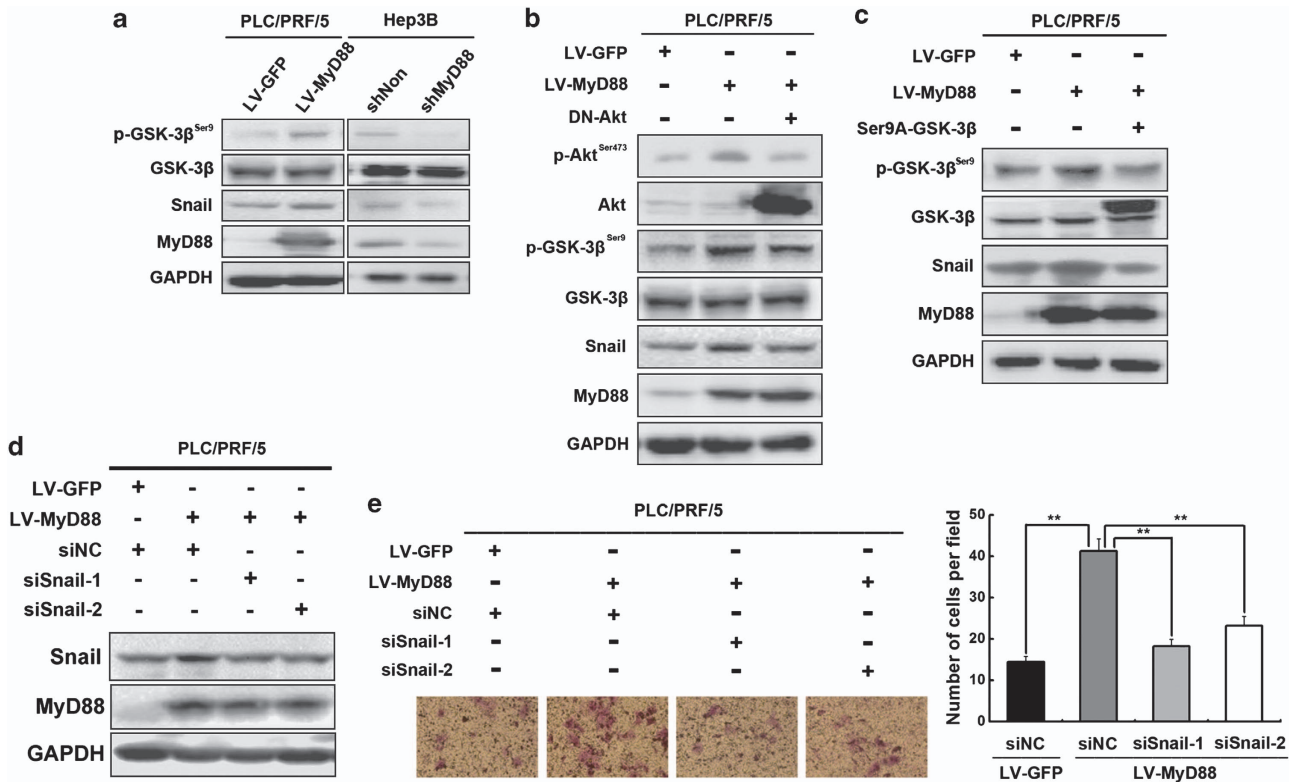 a
PLC/PRF/5 Hep3B
LV-GFP LV-MyD88 shNon shMyD88
p-GSK-3β Ser9
GSK-3β
Snail
MyD88
GAPDH
b
PLC/PRF/5
LV-GFP + - -
LV-MyD88 - + +
DN-Akt - - +
p-Akt Ser473
Akt
p-GSK-3β Ser9
GSK-3β
Snail
MyD88
GAPDH
c
PLC/PRF/5
LV-GFP + - -
LV-MyD88 - + +
Ser9A-GSK-3β - - +
p-GSK-3β Ser9
GSK-3β
Snail
MyD88
GAPDH
d
PLC/PRF/5
LV-GFP + - - -
LV-MyD88 - + + +
siNC + + - -
siSnail-1 - - + -
siSnail-2 - - - +
Snail
MyD88
GAPDH
e
PLC/PRF/5
LV-GFP + - - -
LV-MyD88 - + + +
siNC + + - -
siSnail-1 - - + -
siSnail-2 - - - +
Number of cells per field
50
40
30
20
10
0
** ** **
siNC siNC siSnail-1 siSnail-2
LV-GFP LV-MyD88